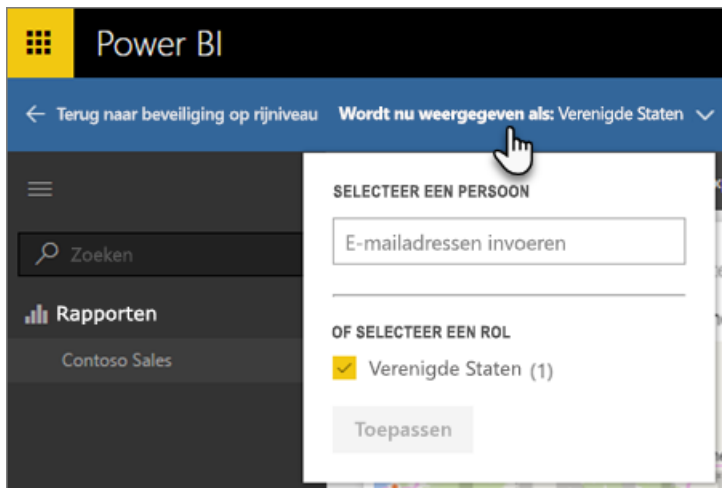 Power BI
Terug naar beveiliging op rijniveau Wordt nu weergegeven als: Verenigde Staten
SELECTEER EEN PERSOON
E-mailadressen invoeren
Zoeken
Rapporten
OF SELECTEER EEN ROL
Contoso Sales
Verenigde Staten (1)
Toepassen